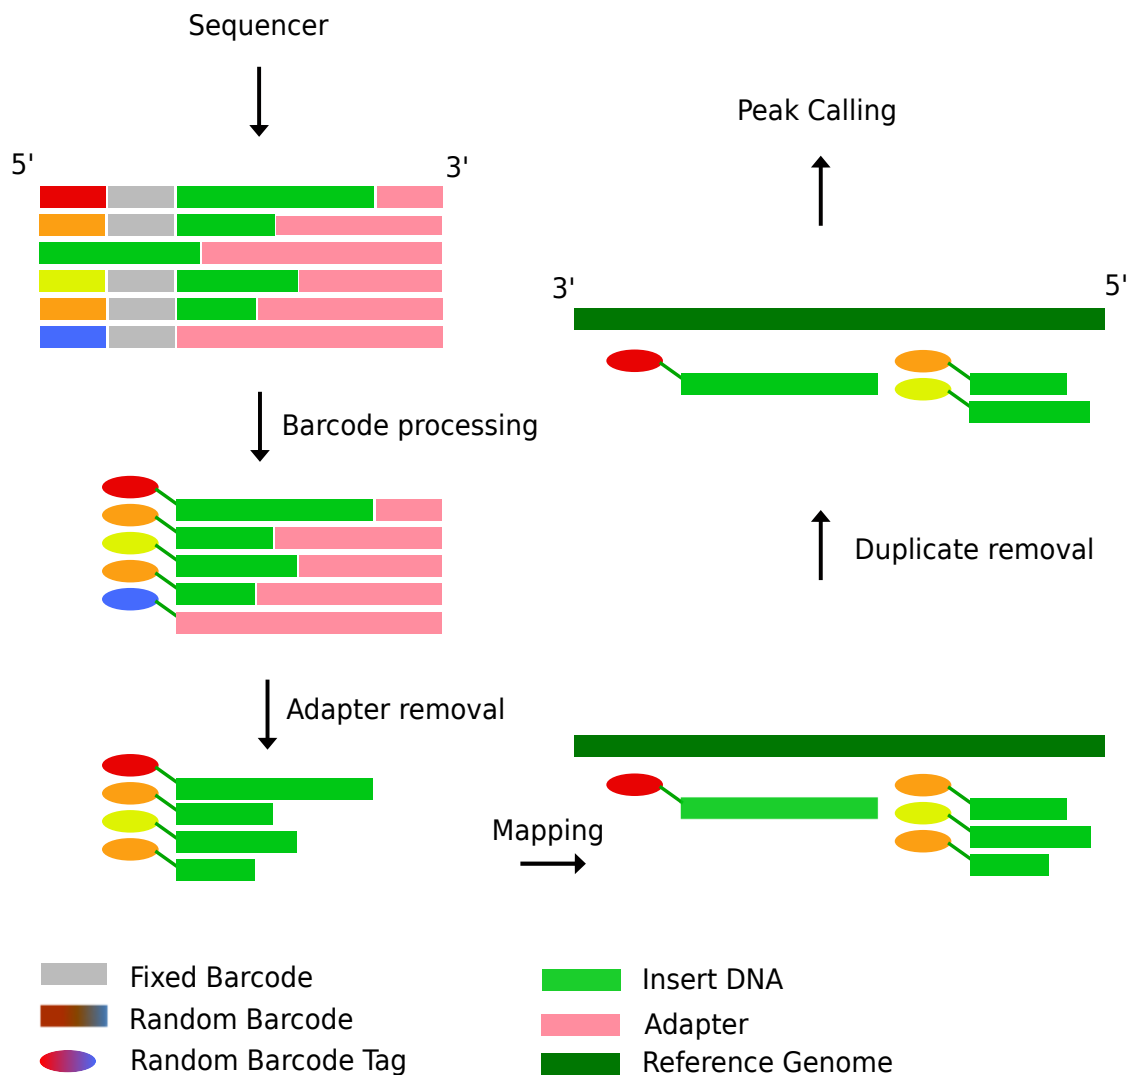 Sequencer
5'
3'
Barcode processing
Adapter removal
Mapping
Duplicate removal
3'
5'
Peak Calling
Fixed Barcode
Random Barcode
Random Barcode Tag
Insert DNA
Adapter
Reference Genome